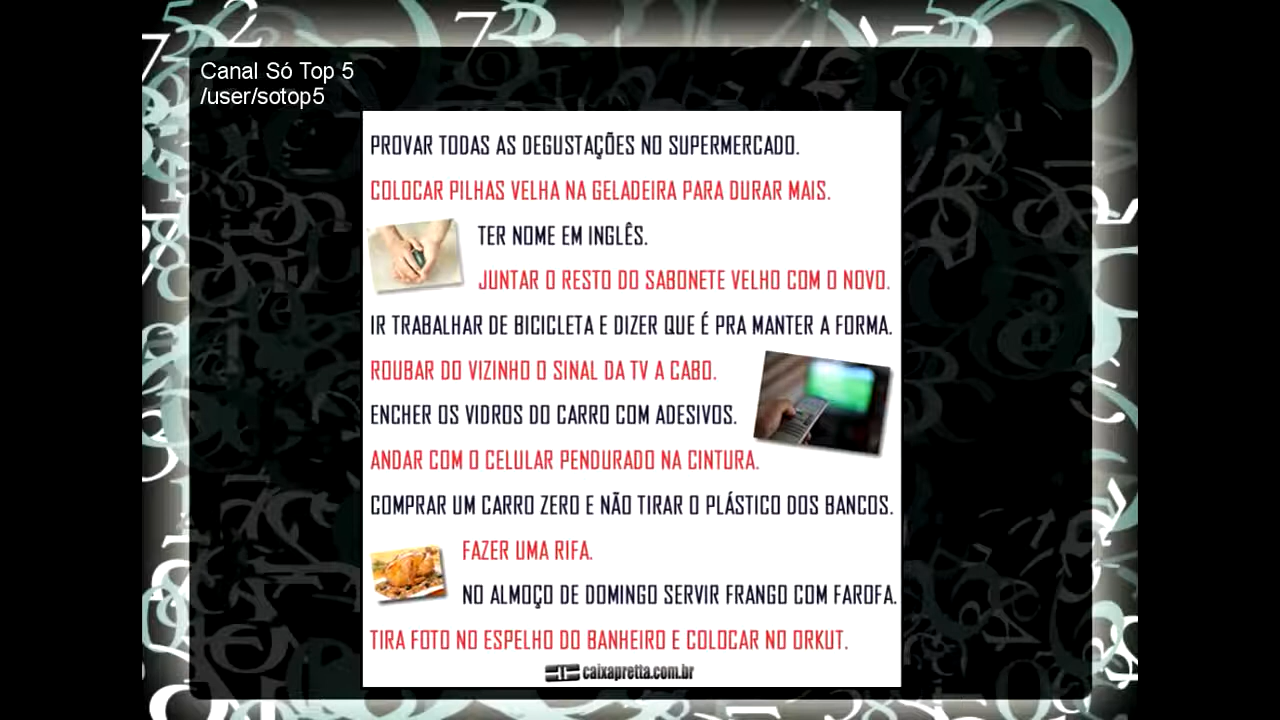 Canal Só Top 5
/user/sotop5
PROVAR TODAS AS DEGUSTAÇÕES NO SUPERMERCADO.
COLOCAR PILHAS VELHA NA GELADEIRA PARA DURAR MAIS.
TER NOME EM INGLÊS.
JUNTAR O RESTO DO SABONETE VELHO COM O NOVO.
IR TRABALHAR DE BICICLETA E DIZER QUE É PRA MANTER A FORMA.
ROUBAR DO VIZINHO O SINAL DA TV A CABO.
ENCHER OS VIDROS DO CARRO COM ADESIVOS.
ANDAR COM O CELULAR PENDURADO NA CINTURA.
COMPRAR UM CARRO ZERO E NÃO TIRAR O PLÁSTICO DOS BANCOS.
FAZER UMA RIFA.
NO ALMOÇO DE DOMINGO SERVIR FRANGO COM FAROFA.
TIRA FOTO NO ESPELHO DO BANHEIRO E COLOCAR NO ORKUT.
caixapretta.com.br